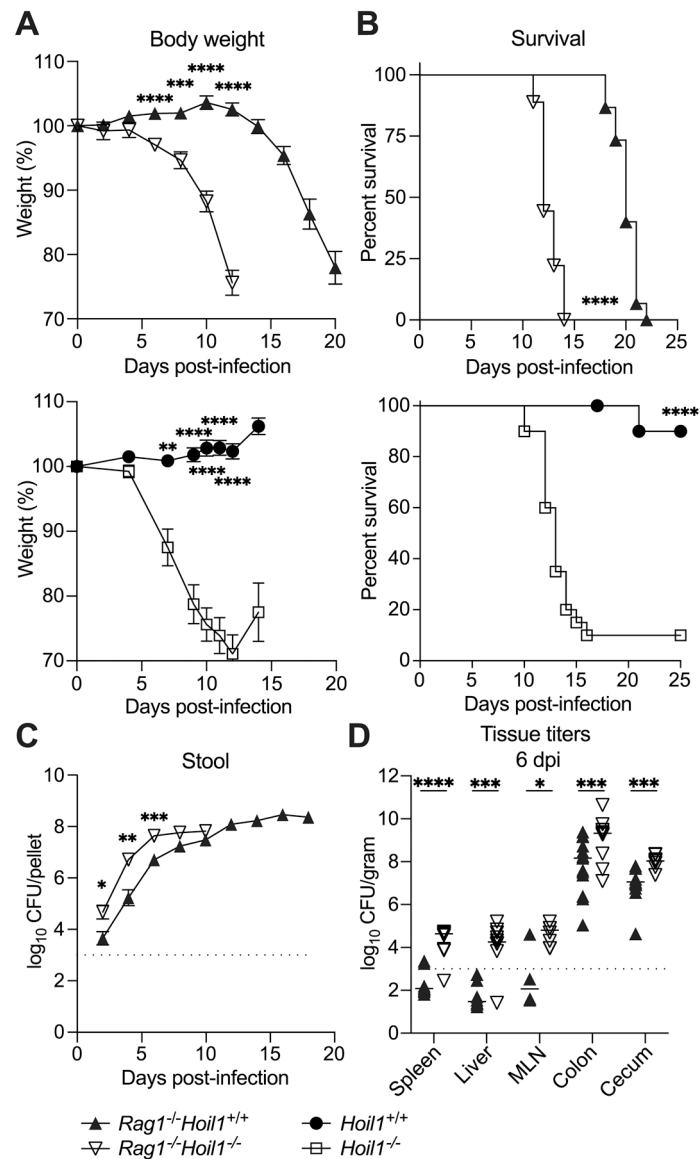 A
Body weight
110
100
90
80
70
Weight (%)
****
***
****
****
0 5 10 15 20
Days post-infection
B
Survival
100
75
50
25
0
Percent survival
****
0 5 10 15 20 25
Days post-infection
110
100
90
80
70
Weight (%)
**
****
****
****
****
0 5 10 15 20
Days post-infection
100
80
60
40
20
0
Percent survival
****
0 5 10 15 20 25
Days post-infection
C
Stool
10
8
6
4
2
0
log10 CFU/pellet
*
**
***
0 5 10 15 20
Days post-infection
D
Tissue titers
6 dpi
12
10
8
6
4
2
0
log10 CFU/gram
**** *** * *** ***
Spleen
Liver
MLN
Colon
Cecum
Rag1-/-Hoil1+/+
Rag1-/-Hoil1-/-
Hoil1+/+
Hoil1-/-